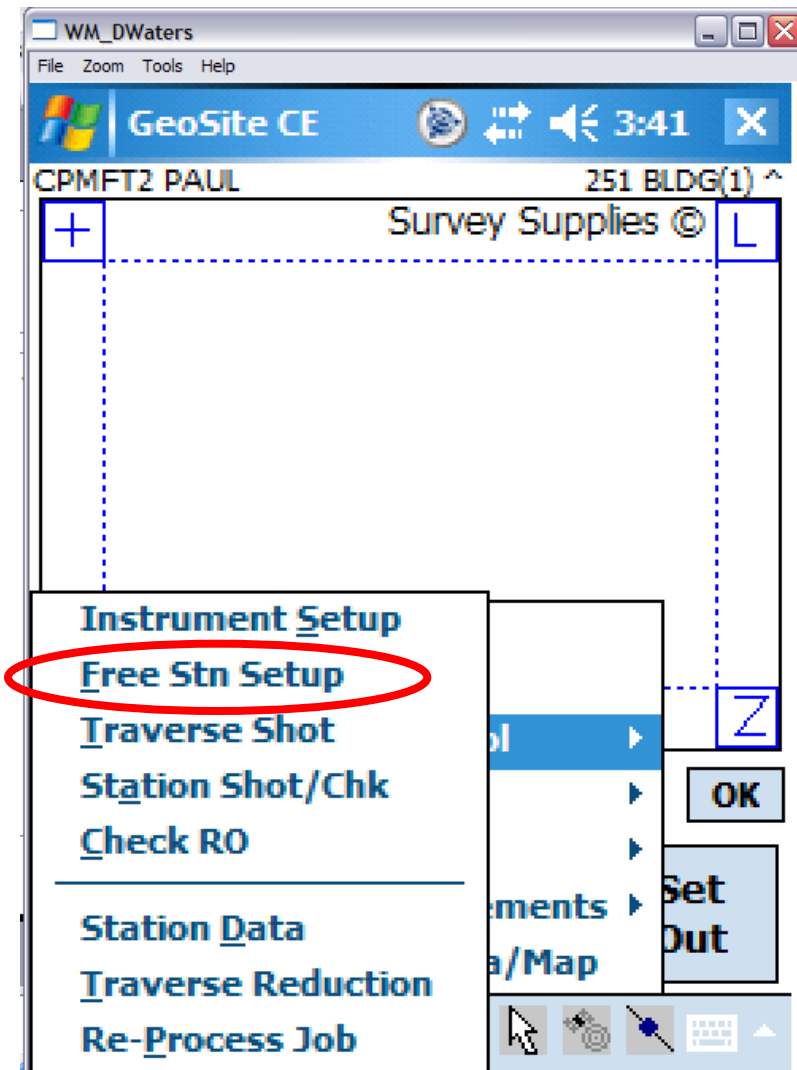 WM_DWaters
File Zoom Tools Help
GeoSite CE 3:41
CPMFT2 PAUL 251 BLDG(1) ^
+ Survey Supplies © L
Instrument Setup
Free Stn Setup
Traverse Shot
Z
Station Shot/Chk
OK
Check RO
Station Data
Set
Out
Traverse Reduction
a/Map
Re-Process Job